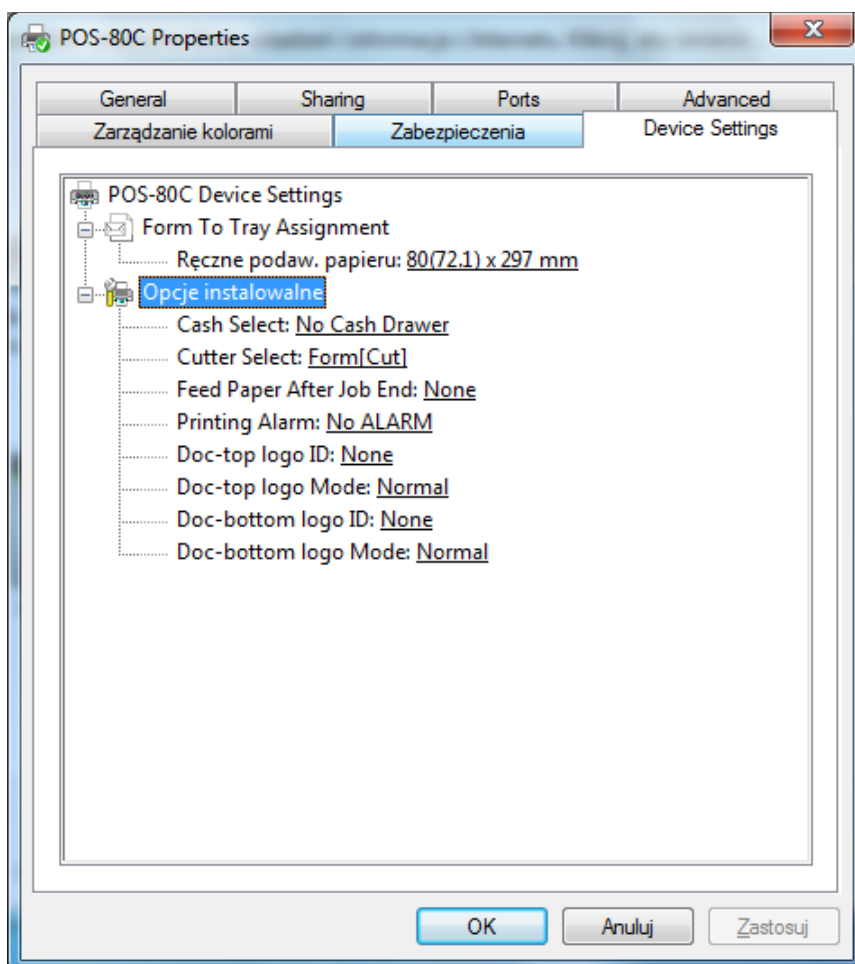 POS-80C Properties
General Sharing Ports Advanced
Zarządzanie kolorami Zabezpieczenia Device Settings
POS-80C Device Settings
Form To Tray Assignment
Ręczne podaw. papieru: 80(72.1) x 297 mm
Opcje instalowalne
Cash Select: No Cash Drawer
Cutter Select: Form[Cut]
Feed Paper After Job End: None
Printing Alarm: No ALARM
Doc-top logo ID: None
Doc-top logo Mode: Normal
Doc-bottom logo ID: None
Doc-bottom logo Mode: Normal
OK Anuluj Zastosuj